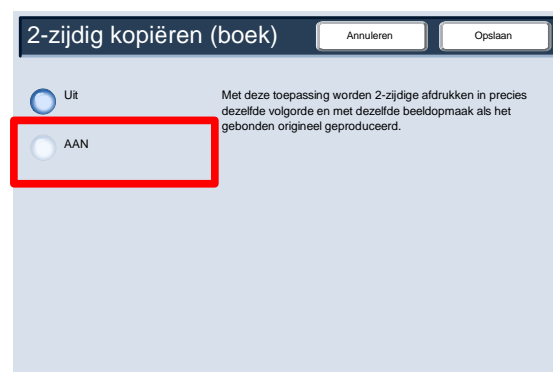 2-zijdig kopiëren (boek)
Annuleren
Opslaan
Uit
Met deze toepassing worden 2-zijdige afdrukken in precies
dezelfde volgorde en met dezelfde beeldopmaak als het
gebonden origineel geproduceerd.
AAN